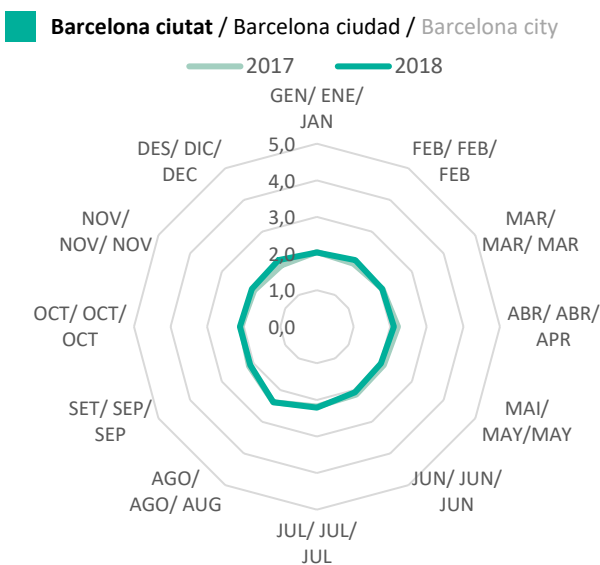 Barcelona ciutat / Barcelona ciudad / Barcelona city
2017
2018
GEN/ ENE/
JAN
FEB/ FEB/
FEB
MAR/
MAR/ MAR
ABR/ ABR/
APR
MAI/
MAY/MAY
JUN/ JUN/
JUN
JUL/ JUL/
JUL
AGO/
AGO/ AUG
SET/ SEP/
SEP
OCT/ OCT/
OCT
NOV/
NOV/ NOV
DES/ DIC/
DEC
5,0
4,0
3,0
2,0
1,0
0,0